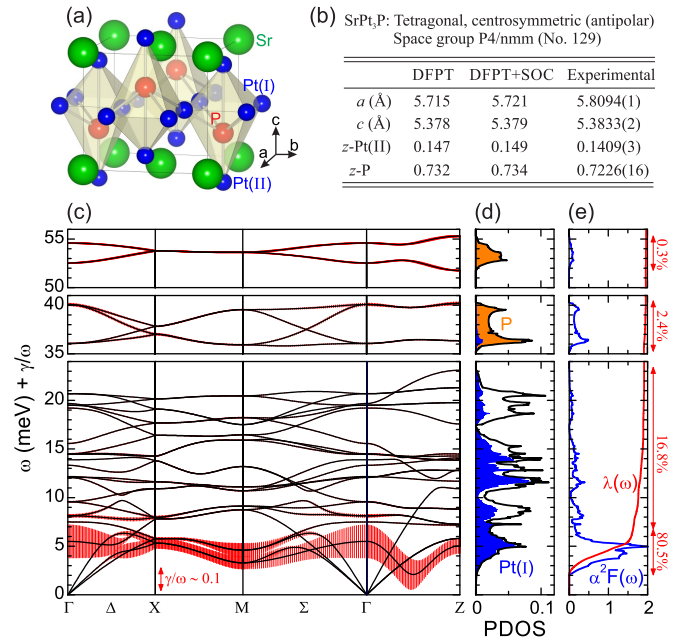 (a)
Sr
Pt(I)
P
Pt(II)
c
a
b
(b)
SrPt₃P: Tetragonal, centrosymmetric (antipolar)
Space group P4/nmm (No. 129)
DFPT DFPT+SOC Experimental
a (Å) 5.715 5.721 5.8094(1)
c (Å) 5.378 5.379 5.3833(2)
z-Pt(II) 0.147 0.149 0.1409(3)
z-P 0.732 0.734 0.7226(16)
(c)
(d)
(e)
55
50
40
35
20
15
10
5
0
ω (meV) + γ/ω
γ/ω ~ 0.1
Γ Δ X M Σ Γ Z
P
Pt(I)
0 0.1
PDOS
λ(ω)
α²F(ω)
0 1 2
0.3%
2.4%
16.8%
80.5%